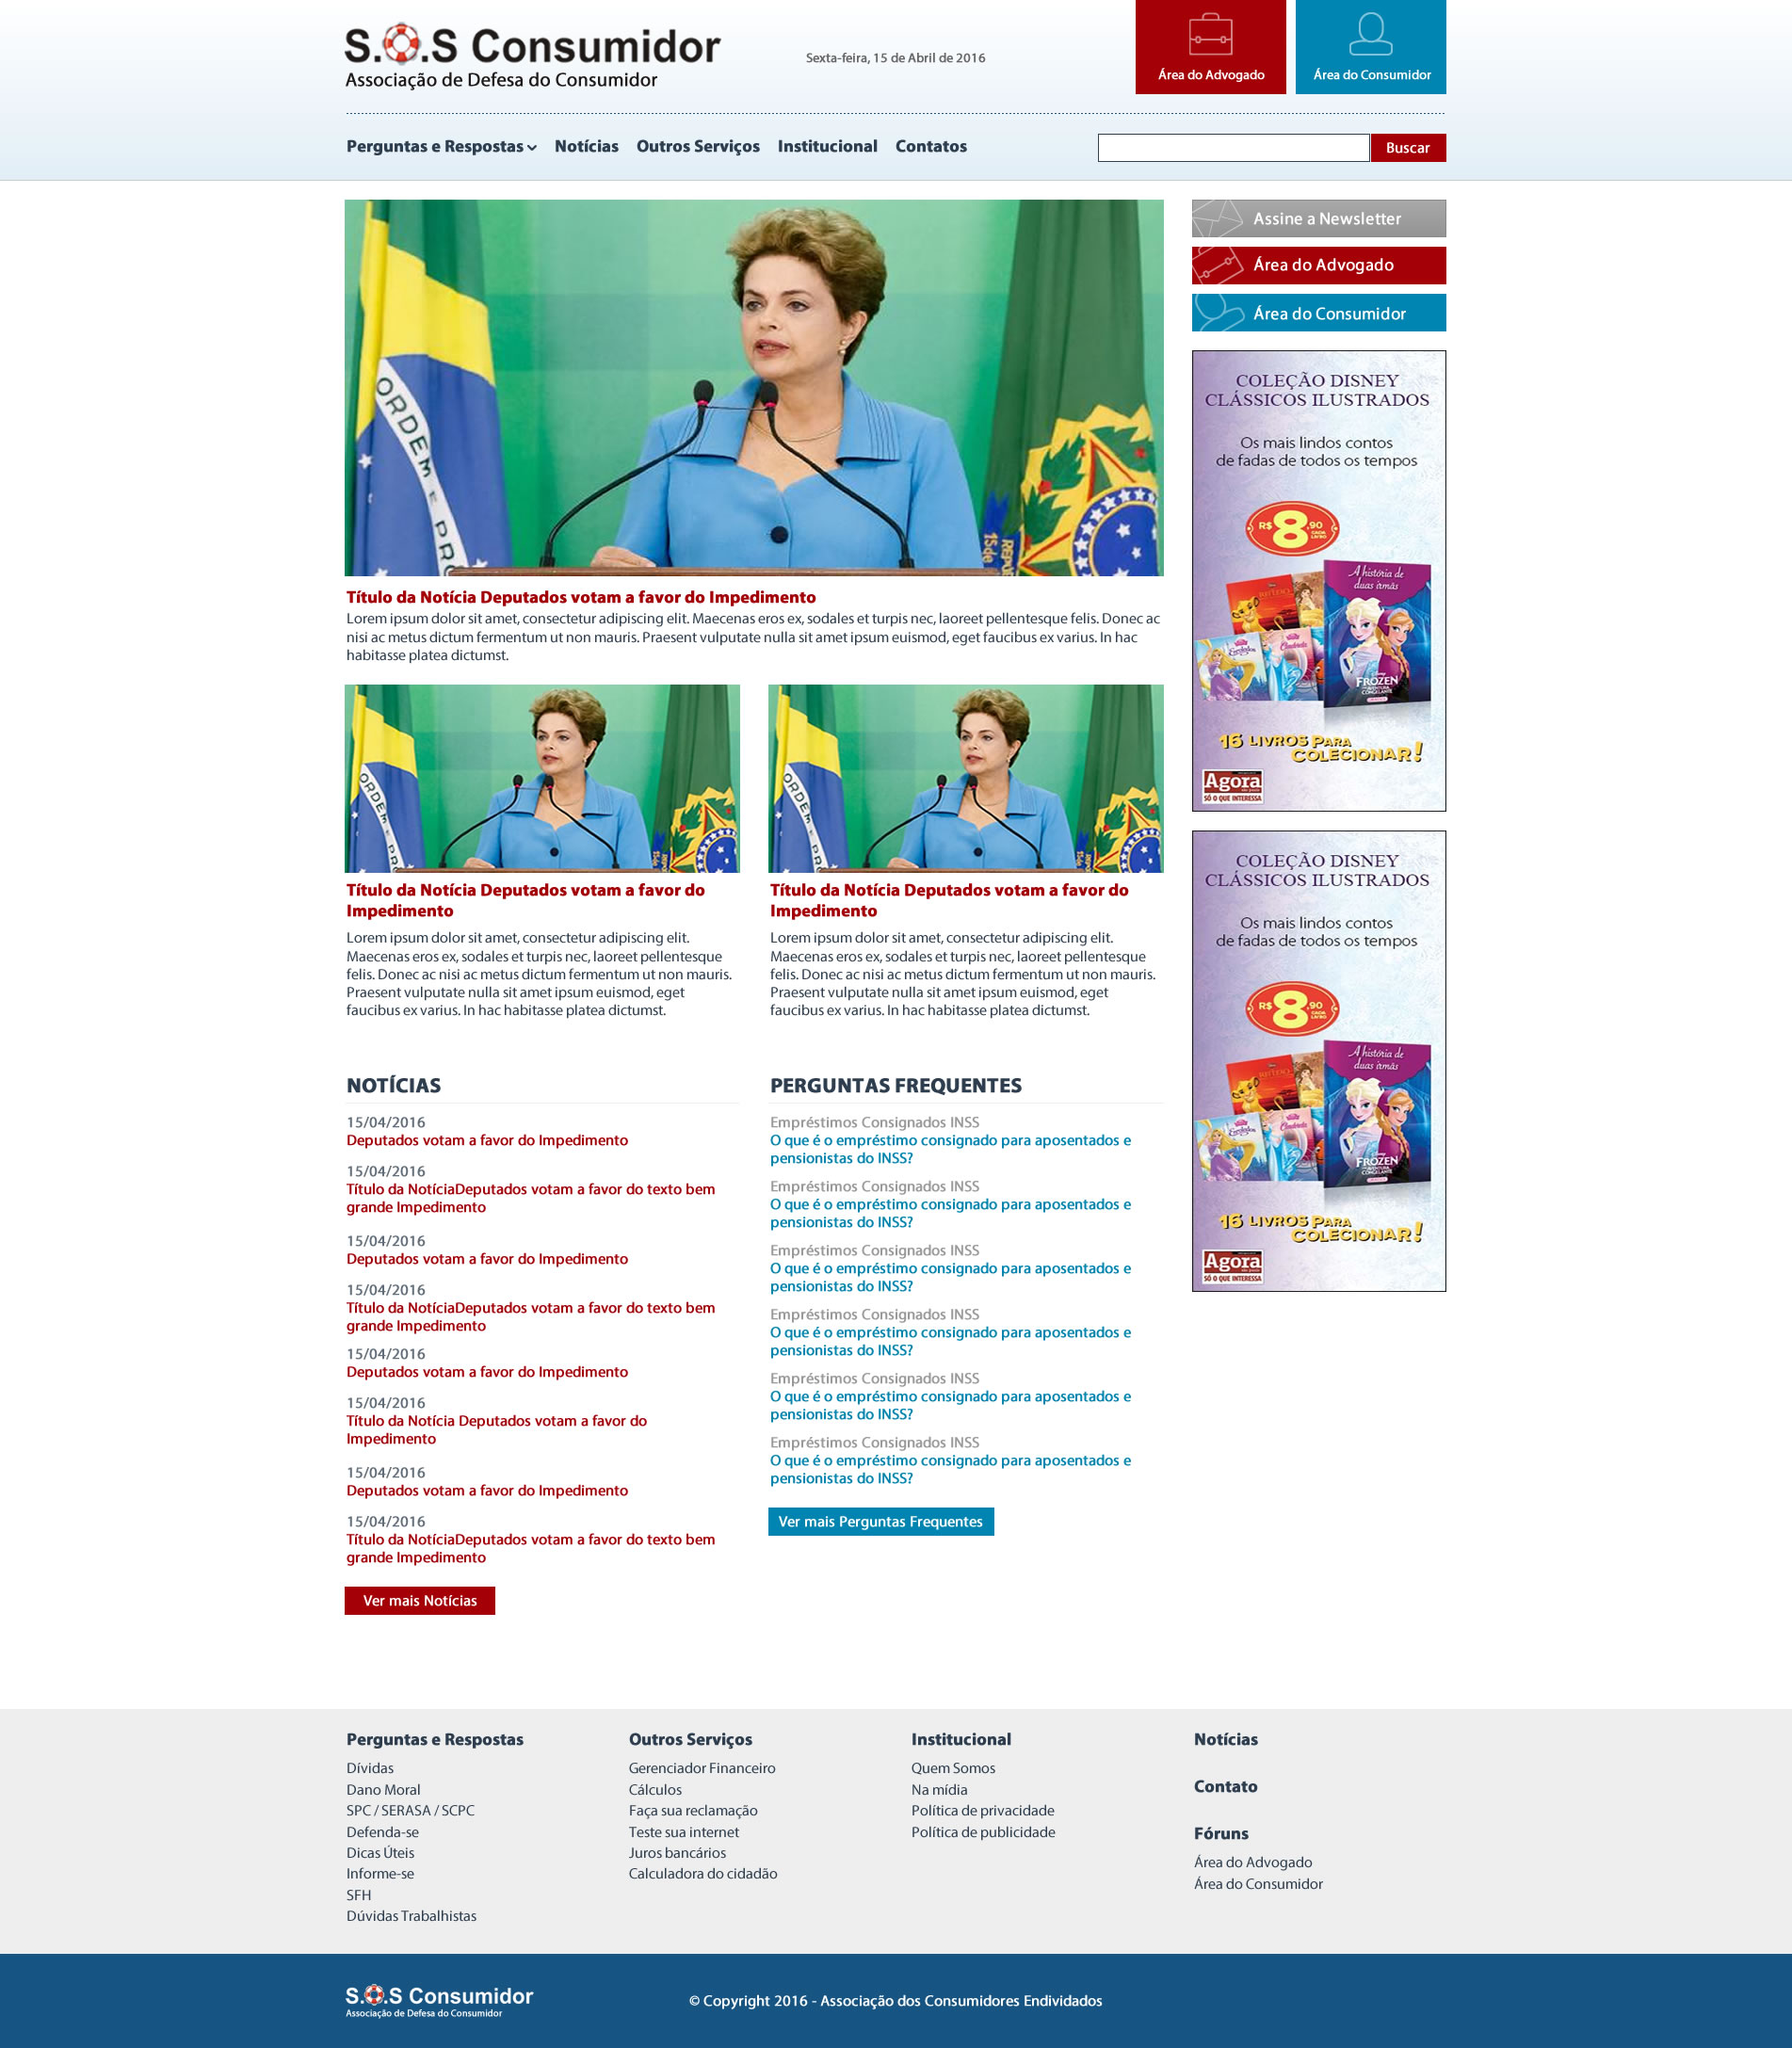 S.O.S Consumidor
Associação de Defesa do Consumidor
Sexta-feira, 15 de Abril de 2016
Área do Advogado
Área do Consumidor
Perguntas e Respostas
Notícias
Outros Serviços
Institucional
Contatos
Buscar
ORDEM E PRO
15 de
REPÚ
Título da Notícia Deputados votam a favor do Impedimento
Lorem ipsum dolor sit amet, consectetur adipiscing elit. Maecenas eros ex, sodales et turpis nec, laoreet pellentesque felis. Donec ac
nisi ac metus dictum fermentum ut non mauris. Praesent vulputate nulla sit amet ipsum euismod, eget faucibus ex varius. In hac
habitasse platea dictumst.
Título da Notícia Deputados votam a favor do
Impedimento
Lorem ipsum dolor sit amet, consectetur adipiscing elit.
Maecenas eros ex, sodales et turpis nec, laoreet pellentesque
felis. Donec ac nisi ac metus dictum fermentum ut non mauris.
Praesent vulputate nulla sit amet ipsum euismod, eget
faucibus ex varius. In hac habitasse platea dictumst.
Título da Notícia Deputados votam a favor do
Impedimento
Lorem ipsum dolor sit amet, consectetur adipiscing elit.
Maecenas eros ex, sodales et turpis nec, laoreet pellentesque
felis. Donec ac nisi ac metus dictum fermentum ut non mauris.
Praesent vulputate nulla sit amet ipsum euismod, eget
faucibus ex varius. In hac habitasse platea dictumst.
NOTÍCIAS
15/04/2016
Deputados votam a favor do Impedimento
15/04/2016
Título da NotíciaDeputados votam a favor do texto bem
grande Impedimento
15/04/2016
Deputados votam a favor do Impedimento
15/04/2016
Título da NotíciaDeputados votam a favor do texto bem
grande Impedimento
15/04/2016
Deputados votam a favor do Impedimento
15/04/2016
Título da Notícia Deputados votam a favor do
Impedimento
15/04/2016
Deputados votam a favor do Impedimento
15/04/2016
Título da NotíciaDeputados votam a favor do texto bem
grande Impedimento
Ver mais Notícias
PERGUNTAS FREQUENTES
Empréstimos Consignados INSS
O que é o empréstimo consignado para aposentados e
pensionistas do INSS?
Empréstimos Consignados INSS
O que é o empréstimo consignado para aposentados e
pensionistas do INSS?
Empréstimos Consignados INSS
O que é o empréstimo consignado para aposentados e
pensionistas do INSS?
Empréstimos Consignados INSS
O que é o empréstimo consignado para aposentados e
pensionistas do INSS?
Empréstimos Consignados INSS
O que é o empréstimo consignado para aposentados e
pensionistas do INSS?
Empréstimos Consignados INSS
O que é o empréstimo consignado para aposentados e
pensionistas do INSS?
Ver mais Perguntas Frequentes
Assine a Newsletter
Área do Advogado
Área do Consumidor
COLEÇÃO DISNEY
CLÁSSICOS ILUSTRADOS
Os mais lindos contos
de fadas de todos os tempos
R$ 8,90
CADA LIVRO
A história de
duas irmãs
FROZEN
16 LIVROS PARA
COLECIONAR!
Agora
SÓ O QUE INTERESSA
COLEÇÃO DISNEY
CLÁSSICOS ILUSTRADOS
Os mais lindos contos
de fadas de todos os tempos
R$ 8,90
CADA LIVRO
A história de
duas irmãs
FROZEN
16 LIVROS PARA
COLECIONAR!
Agora
SÓ O QUE INTERESSA
Perguntas e Respostas
Dívidas
Dano Moral
SPC / SERASA / SCPC
Defenda-se
Dicas Úteis
Informe-se
SFH
Dúvidas Trabalhistas
Outros Serviços
Gerenciador Financeiro
Cálculos
Faça sua reclamação
Teste sua internet
Juros bancários
Calculadora do cidadão
Institucional
Quem Somos
Na mídia
Política de privacidade
Política de publicidade
Notícias
Contato
Fóruns
Área do Advogado
Área do Consumidor
S.O.S Consumidor
Associação de Defesa do Consumidor
© Copyright 2016 - Associação dos Consumidores Endividados